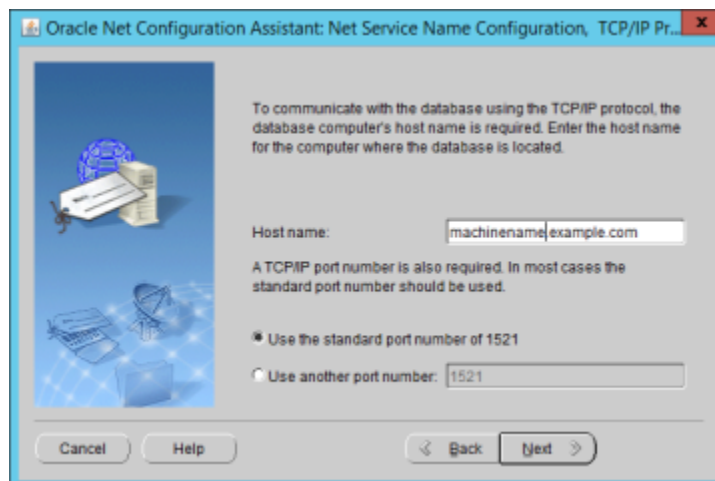 Oracle Net Configuration Assistant: Net Service Name Configuration, TCP/IP Pr...
To communicate with the database using the TCP/IP protocol, the
database computer's host name is required. Enter the host name
for the computer where the database is located.
Host name: machinename.example.com
A TCP/IP port number is also required. In most cases the
standard port number should be used.
Use the standard port number of 1521
Use another port number: 1521
Cancel Help Back Next